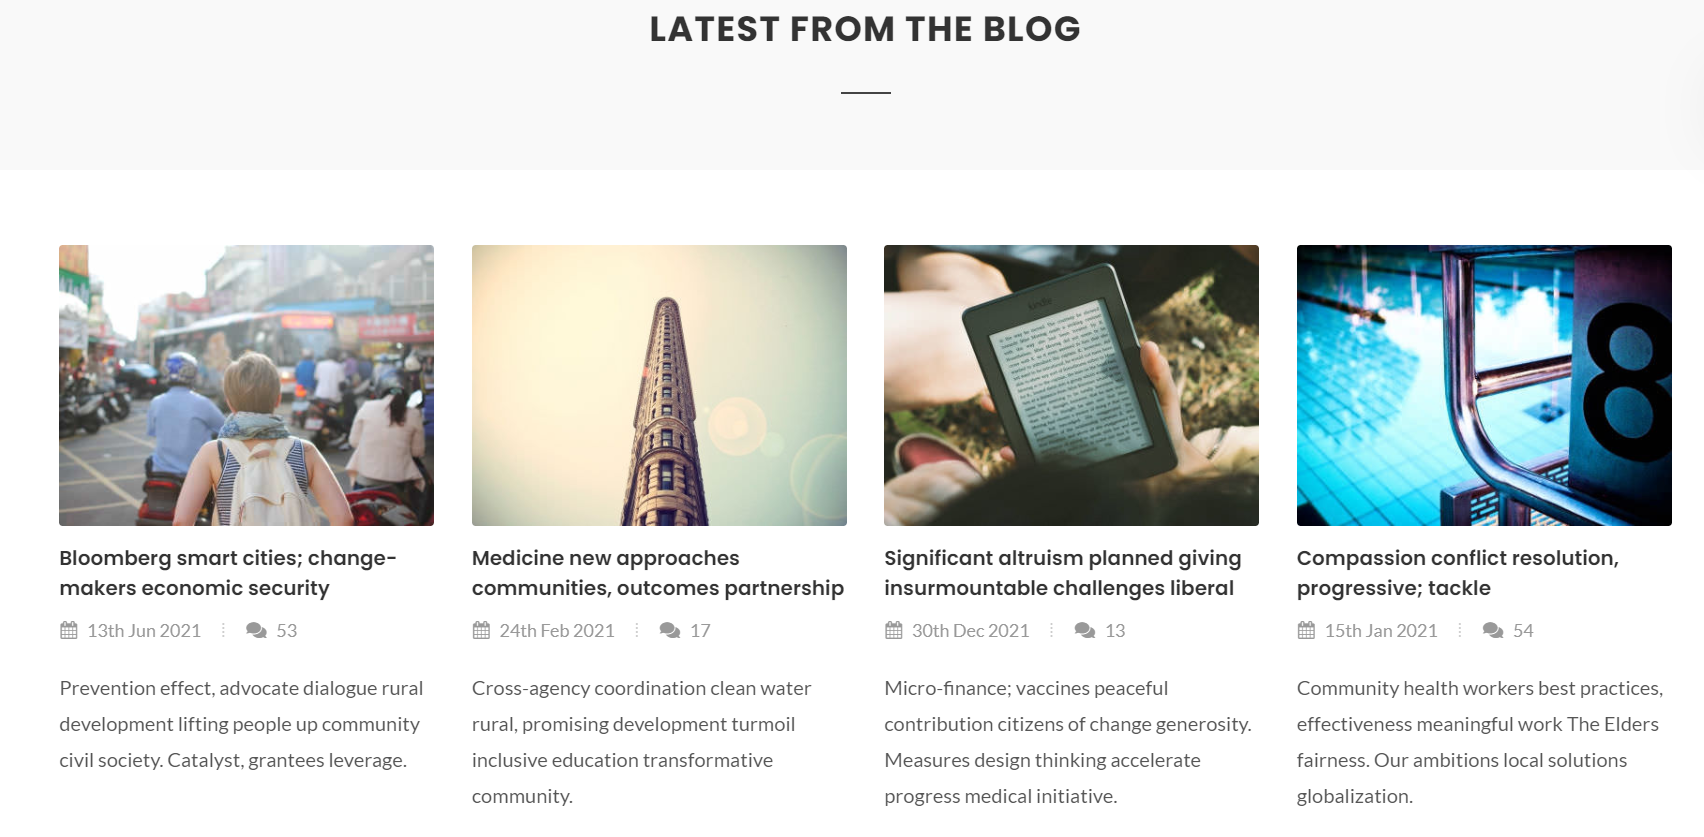 LATEST FROM THE BLOG
kindle
8
Bloomberg smart cities; change-
makers economic security
13th Jun 2021
53
Prevention effect, advocate dialogue rural
development lifting people up community
civil society. Catalyst, grantees leverage.
Medicine new approaches
communities, outcomes partnership
24th Feb 2021
17
Cross-agency coordination clean water
rural, promising development turmoil
inclusive education transformative
community.
Significant altruism planned giving
insurmountable challenges liberal
30th Dec 2021
13
Micro-finance; vaccines peaceful
contribution citizens of change generosity.
Measures design thinking accelerate
progress medical initiative.
Compassion conflict resolution,
progressive; tackle
15th Jan 2021
54
Community health workers best practices,
effectiveness meaningful work The Elders
fairness. Our ambitions local solutions
globalization.